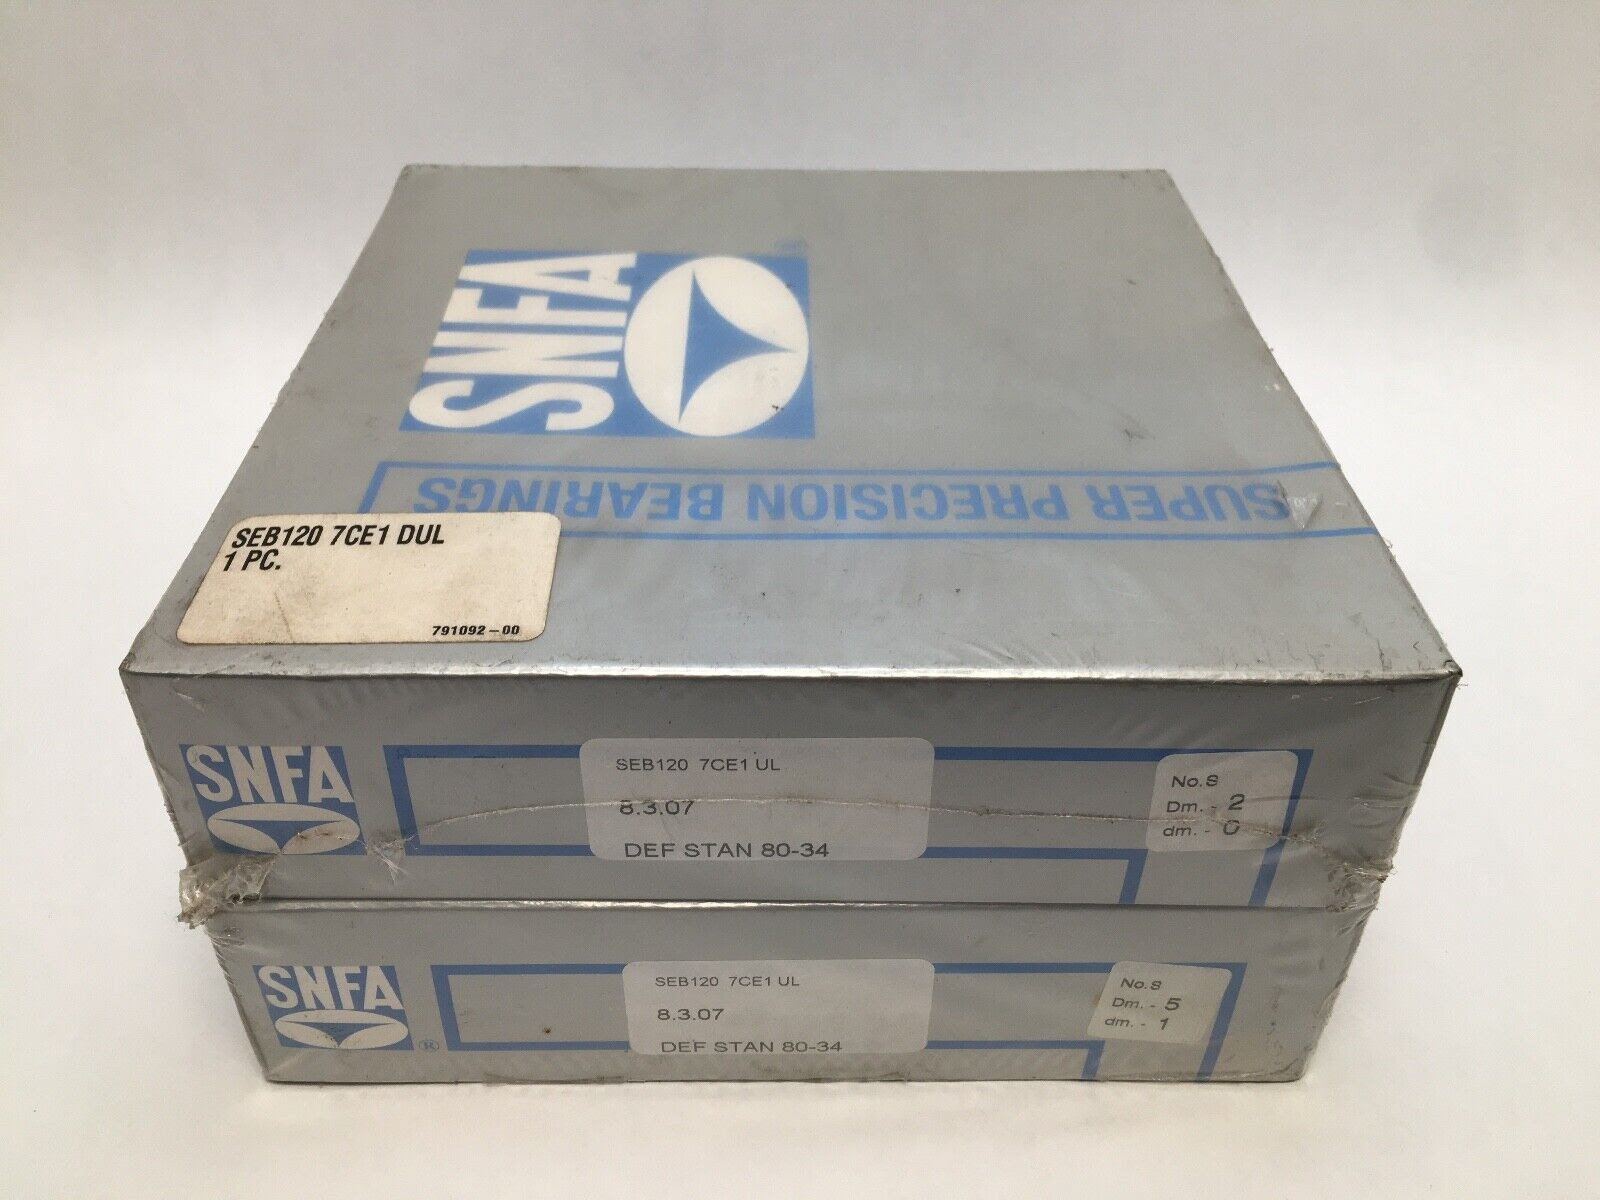 SNFA
®
SUPER PRECISION BEARINGS
SEB120 7CE1 DUL
1 PC.
791092-00
SNFA
SEB120 7CE1 UL
8.3.07
DEF STAN 80-34
No.8
Dm. - 2
dm. - 0
SNFA
®
SEB120 7CE1 UL
8.3.07
DEF STAN 80-34
No.8
Dm. - 5
dm. - 1